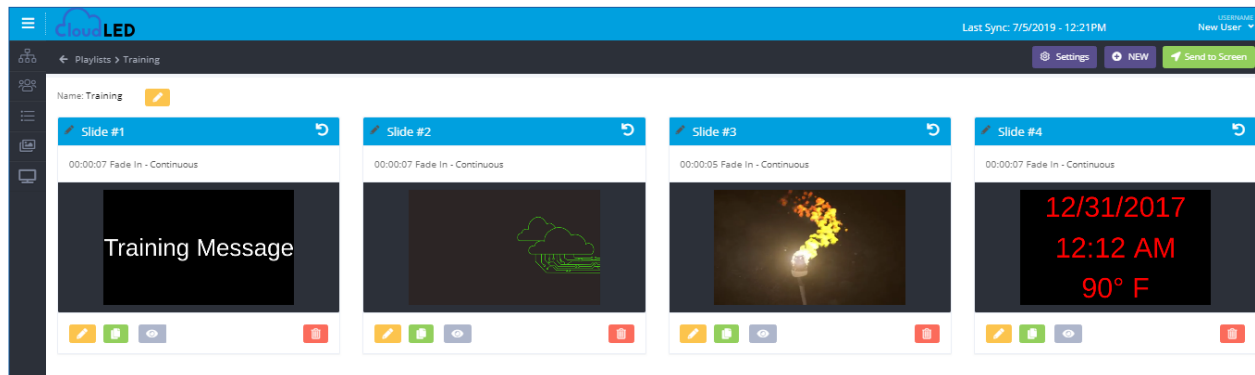 CloudLED
Last Sync: 7/5/2019 - 12:21PM
USERNAME
New User
Playlists > Training
Settings
NEW
Send to Screen
Name: Training
Slide #1
00:00:07 Fade In - Continuous
Training Message
Slide #2
00:00:07 Fade In - Continuous
Slide #3
00:00:05 Fade In - Continuous
Slide #4
00:00:07 Fade In - Continuous
12/31/2017
12:12 AM
90° F